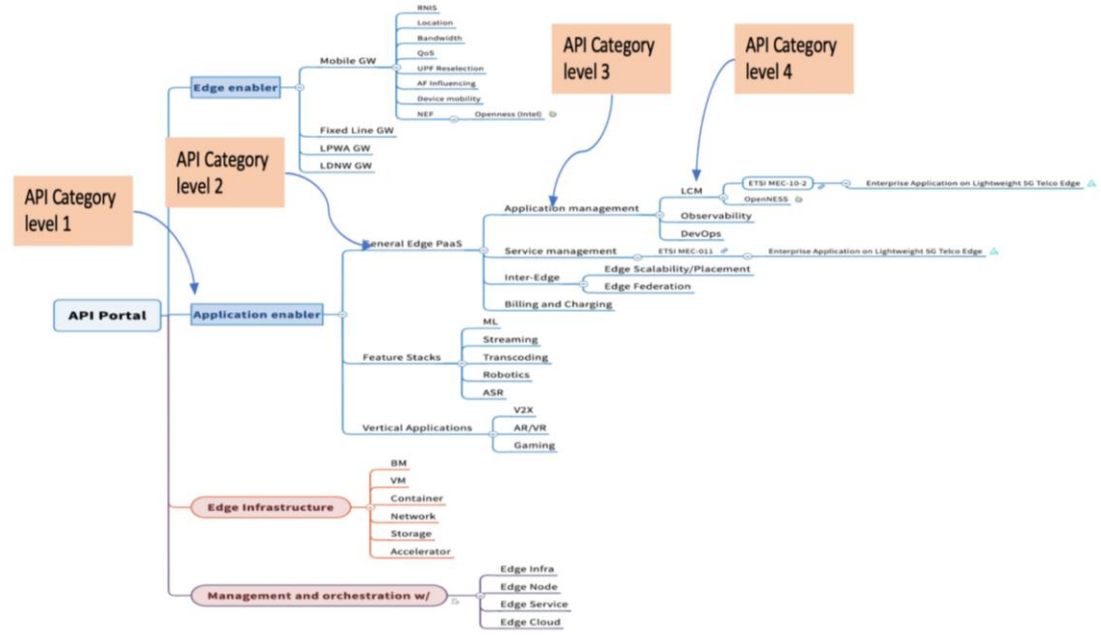 RNIS
Location
Bandwidth
QoS
Mobile GW
UPF Reselection
AF Influencing
Device mobility
NEF
Openness (Intel)
Edge enabler
Fixed Line GW
LPWA GW
LDNW GW
API Category
level 3
API Category
level 4
API Category
level 2
API Category
level 1
LCM
ETSI MEC-10-2
Enterprise Application on Lightweight 5G Telco Edge
OpenNESS
Application management
Observability
DevOps
General Edge PaaS
Service management
ETSI MEC-011
Enterprise Application on Lightweight 5G Telco Edge
Inter-Edge
Edge Scalability/Placement
Edge Federation
Billing and Charging
API Portal
Application enabler
ML
Streaming
Feature Stacks
Transcoding
Robotics
ASR
V2X
Vertical Applications
AR/VR
Gaming
BM
VM
Container
Edge Infrastructure
Network
Storage
Accelerator
Edge Infra
Edge Node
Management and orchestration w/
Edge Service
Edge Cloud